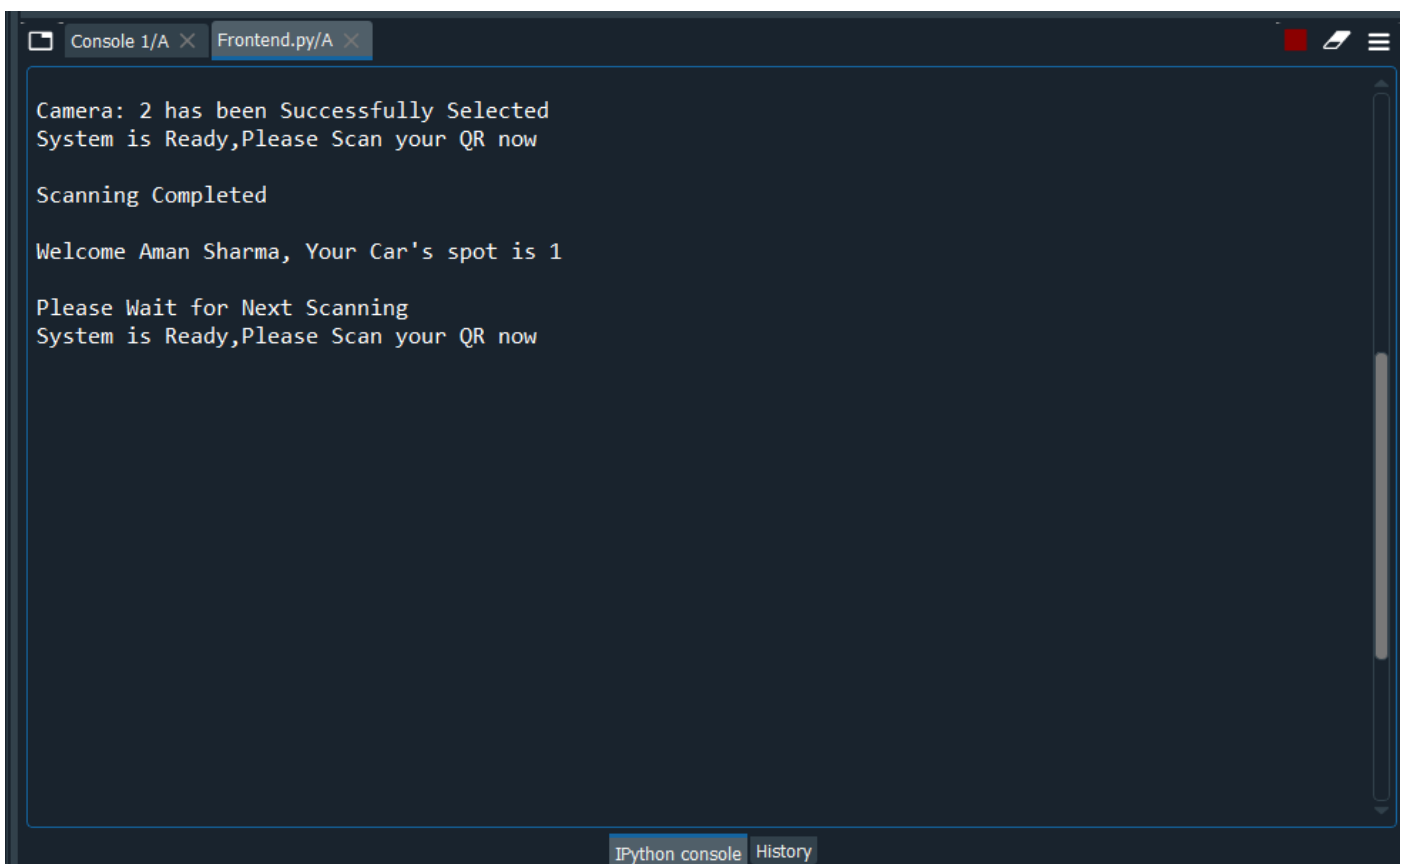 Console 1/A
Frontend.py/A
Camera: 2 has been Successfully Selected
System is Ready,Please Scan your QR now
Scanning Completed
Welcome Aman Sharma, Your Car's spot is 1
Please Wait for Next Scanning
System is Ready,Please Scan your QR now
IPython console
History